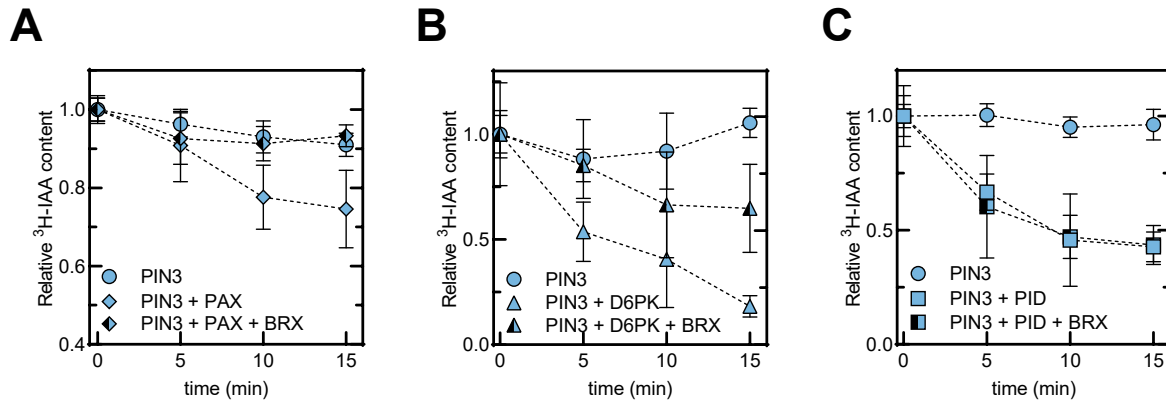 A
Relative ³H-IAA content
1.0
0.8
0.6
0.4
0
5
10
15
time (min)
PIN3
PIN3 + PAX
PIN3 + PAX + BRX
B
Relative ³H-IAA content
1.0
0.5
0.0
0
5
10
15
time (min)
PIN3
PIN3 + D6PK
PIN3 + D6PK + BRX
C
Relative ³H-IAA content
1.0
0.5
0.0
0
5
10
15
time (min)
PIN3
PIN3 + PID
PIN3 + PID + BRX